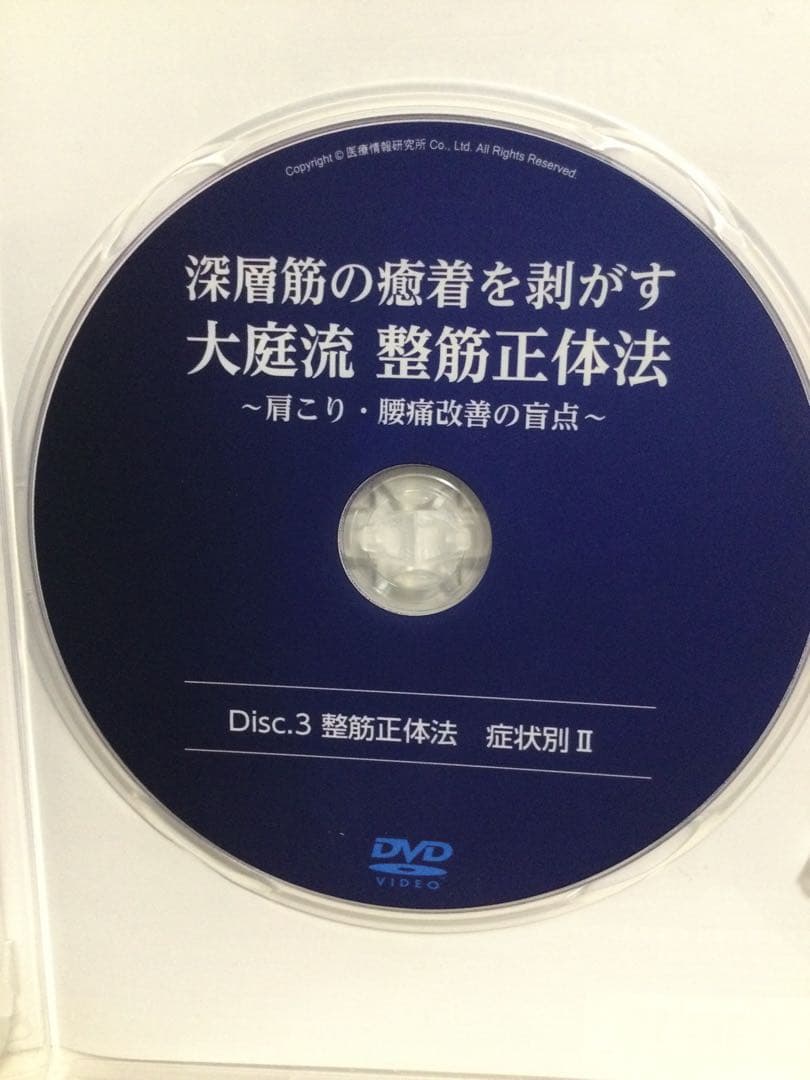 Copyright © 医療情報研究所 Co., Ltd. All Rights Reserved.
深層筋の癒着を剥がす
大庭流 整筋正体法
～肩こり・腰痛改善の盲点～
Disc.3 整筋正体法　症状別Ⅱ
DVD
VIDEO